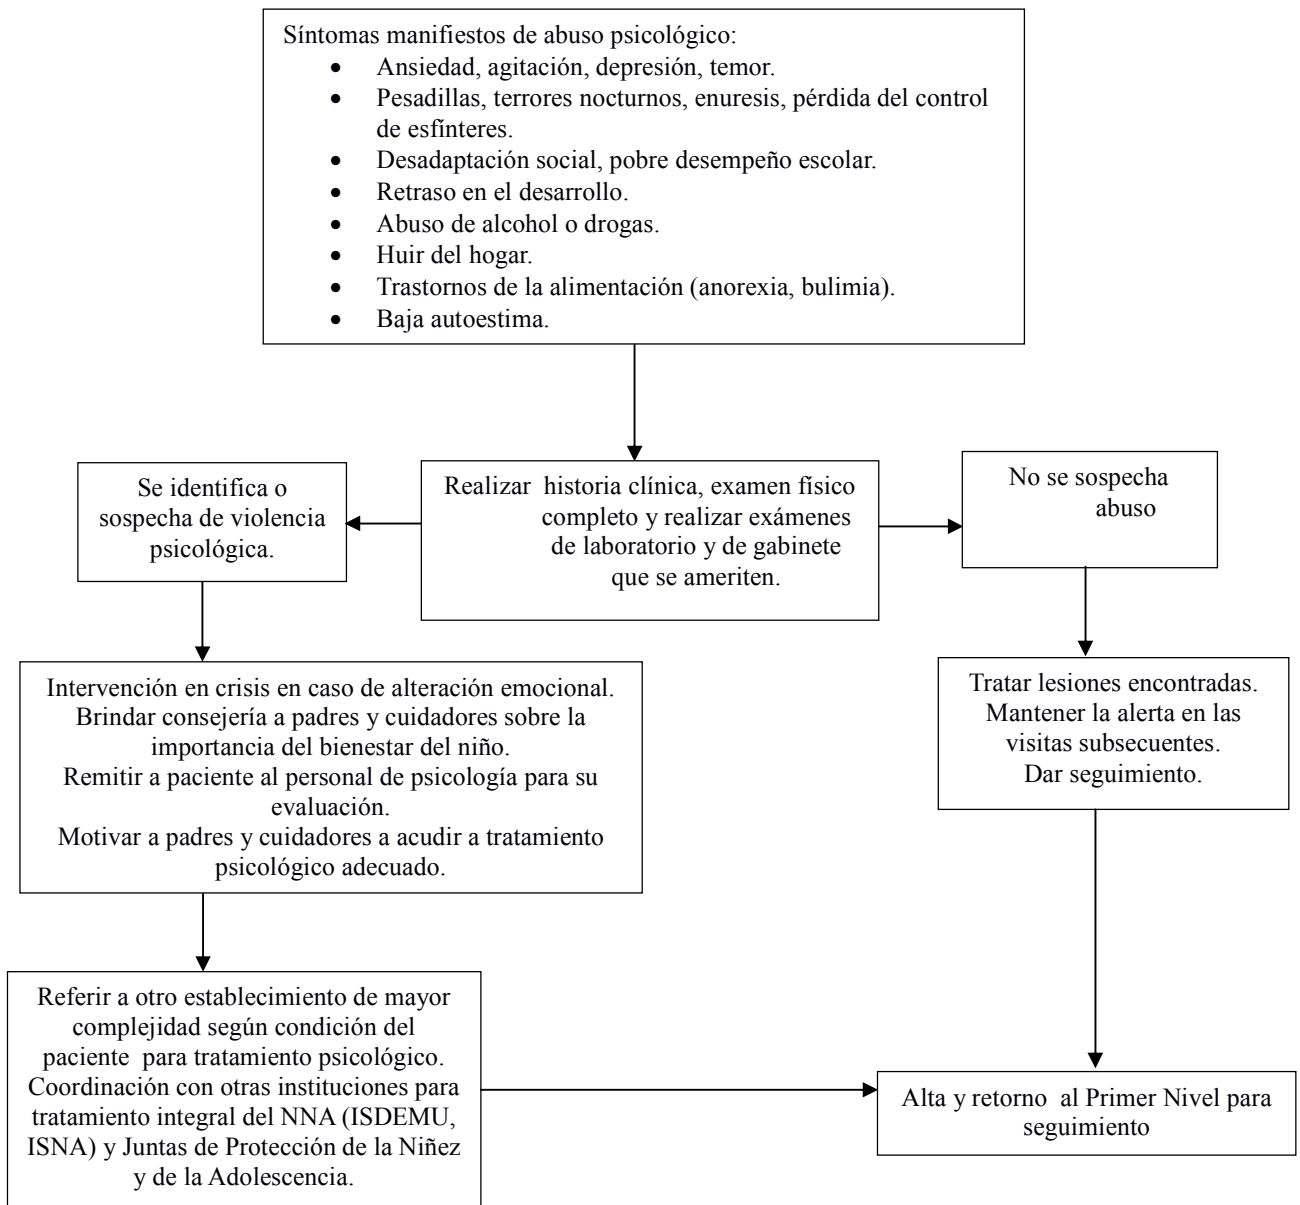 Síntomas manifiestos de abuso psicológico:
• Ansiedad, agitación, depresión, temor.
• Pesadillas, terrores nocturnos, enuresis, pérdida del control
de esfínteres.
• Desadaptación social, pobre desempeño escolar.
• Retraso en el desarrollo.
• Abuso de alcohol o drogas.
• Huir del hogar.
• Trastornos de la alimentación (anorexia, bulimia).
• Baja autoestima.
Se identifica o
sospecha de violencia
psicológica.
Realizar historia clínica, examen físico
completo y realizar exámenes
de laboratorio y de gabinete
que se ameriten.
No se sospecha
abuso
Intervención en crisis en caso de alteración emocional.
Brindar consejería a padres y cuidadores sobre la
importancia del bienestar del niño.
Remitir a paciente al personal de psicología para su
evaluación.
Motivar a padres y cuidadores a acudir a tratamiento
psicológico adecuado.
Tratar lesiones encontradas.
Mantener la alerta en las
visitas subsecuentes.
Dar seguimiento.
Referir a otro establecimiento de mayor
complejidad según condición del
paciente para tratamiento psicológico.
Coordinación con otras instituciones para
tratamiento integral del NNA (ISDEMU,
ISNA) y Juntas de Protección de la Niñez
y de la Adolescencia.
Alta y retorno al Primer Nivel para
seguimiento